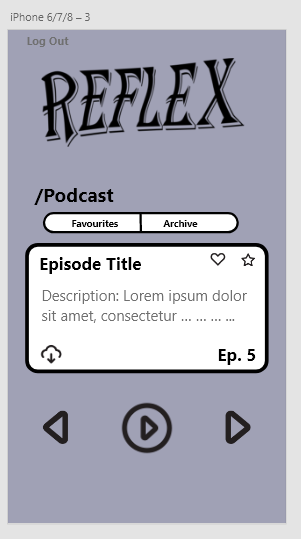 iPhone 6/7/8 – 3
Log Out
REFLEX
/Podcast
Favourites Archive
Episode Title
Description: Lorem ipsum dolor
sit amet, consectetur ... ... ... ...
Ep. 5